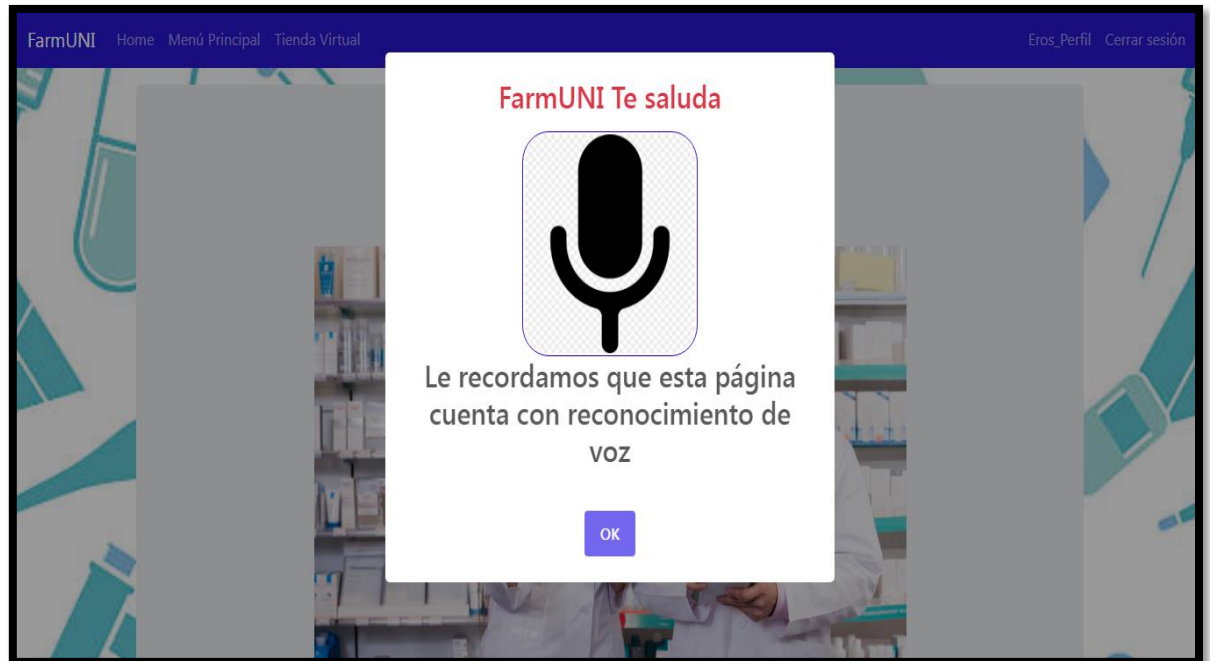 FarmUNI Home Menú Principal Tienda Virtual Eros_Perfil Cerrar sesión
FarmUNI Te saluda
Le recordamos que esta página
cuenta con reconocimiento de
voz
OK